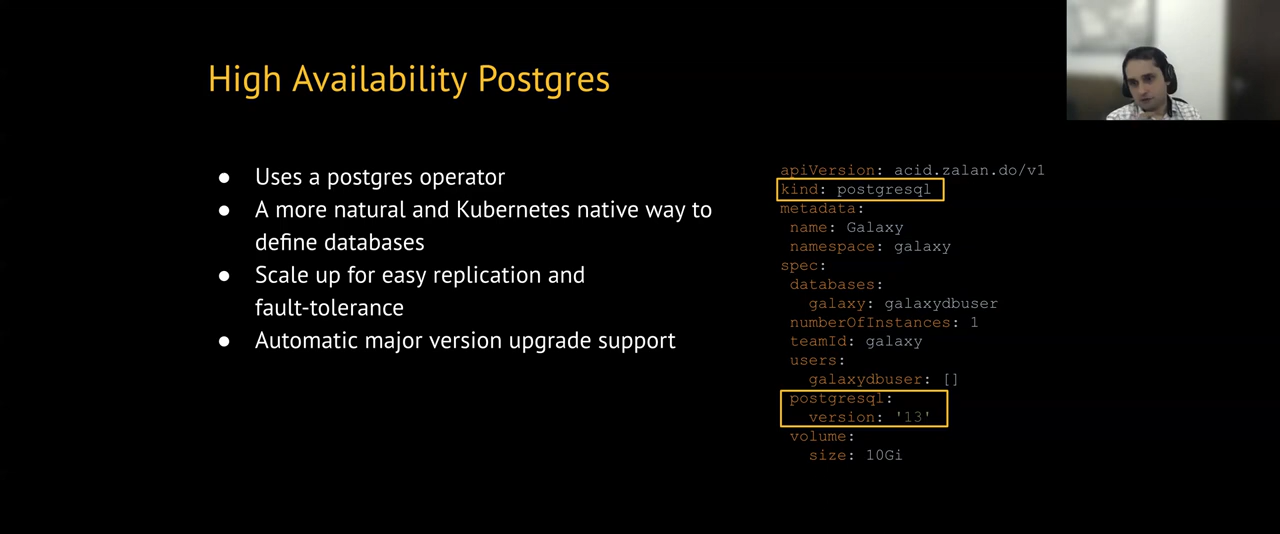 High Availability Postgres
● Uses a postgres operator
● A more natural and Kubernetes native way to
define databases
● Scale up for easy replication and
fault-tolerance
● Automatic major version upgrade support
apiVersion: acid.zalan.do/v1
kind: postgresql
metadata:
name: Galaxy
namespace: galaxy
spec:
databases:
galaxy: galaxydbuser
numberOfInstances: 1
teamId: galaxy
users:
galaxydbuser: []
postgresql:
version: '13'
volume:
size: 10Gi